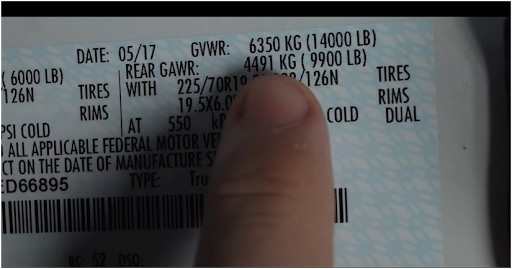 DATE: 05/17 GVWR: 6350 KG (14000 LB)
( 6000 LB) REAR GAWR: 4491 KG ( 9900 LB)
126N TIRES WITH 225/70R19. /126N TIRES
RIMS 19.5X6.0 RIMS
PSI COLD AT 550 COLD DUAL
ALL APPLICABLE FEDERAL MOTOR
ON THE DATE OF MANUFACTURE
ED66895 TYPE:
52 DSO: